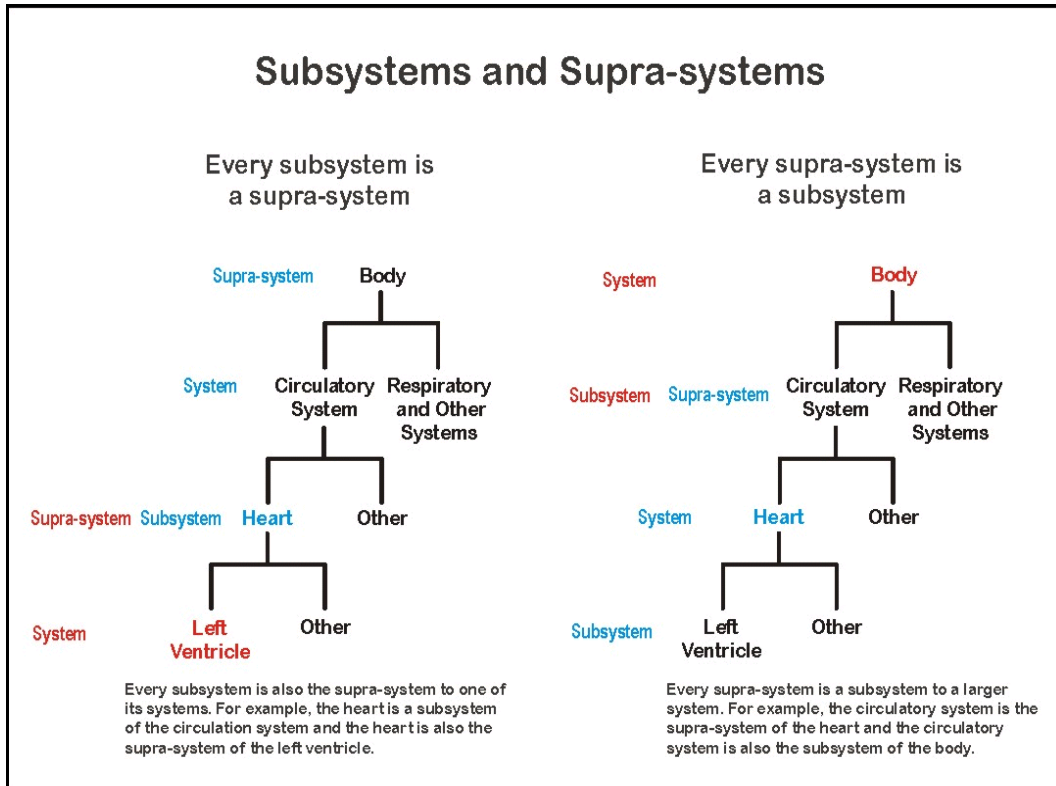 Subsystems and Supra-systems
Every subsystem is
a supra-system
Supra-system Body
System Circulatory
System
Respiratory
and Other
Systems
Supra-system Subsystem Heart Other
System Left
Ventricle
Other
Every subsystem is also the supra-system to one of
its systems. For example, the heart is a subsystem
of the circulation system and the heart is also the
supra-system of the left ventricle.
Every supra-system is
a subsystem
System Body
Subsystem Supra-system Circulatory
System
Respiratory
and Other
Systems
System Heart Other
Subsystem Left
Ventricle
Other
Every supra-system is a subsystem to a larger
system. For example, the circulatory system is the
supra-system of the heart and the circulatory
system is also the subsystem of the body.